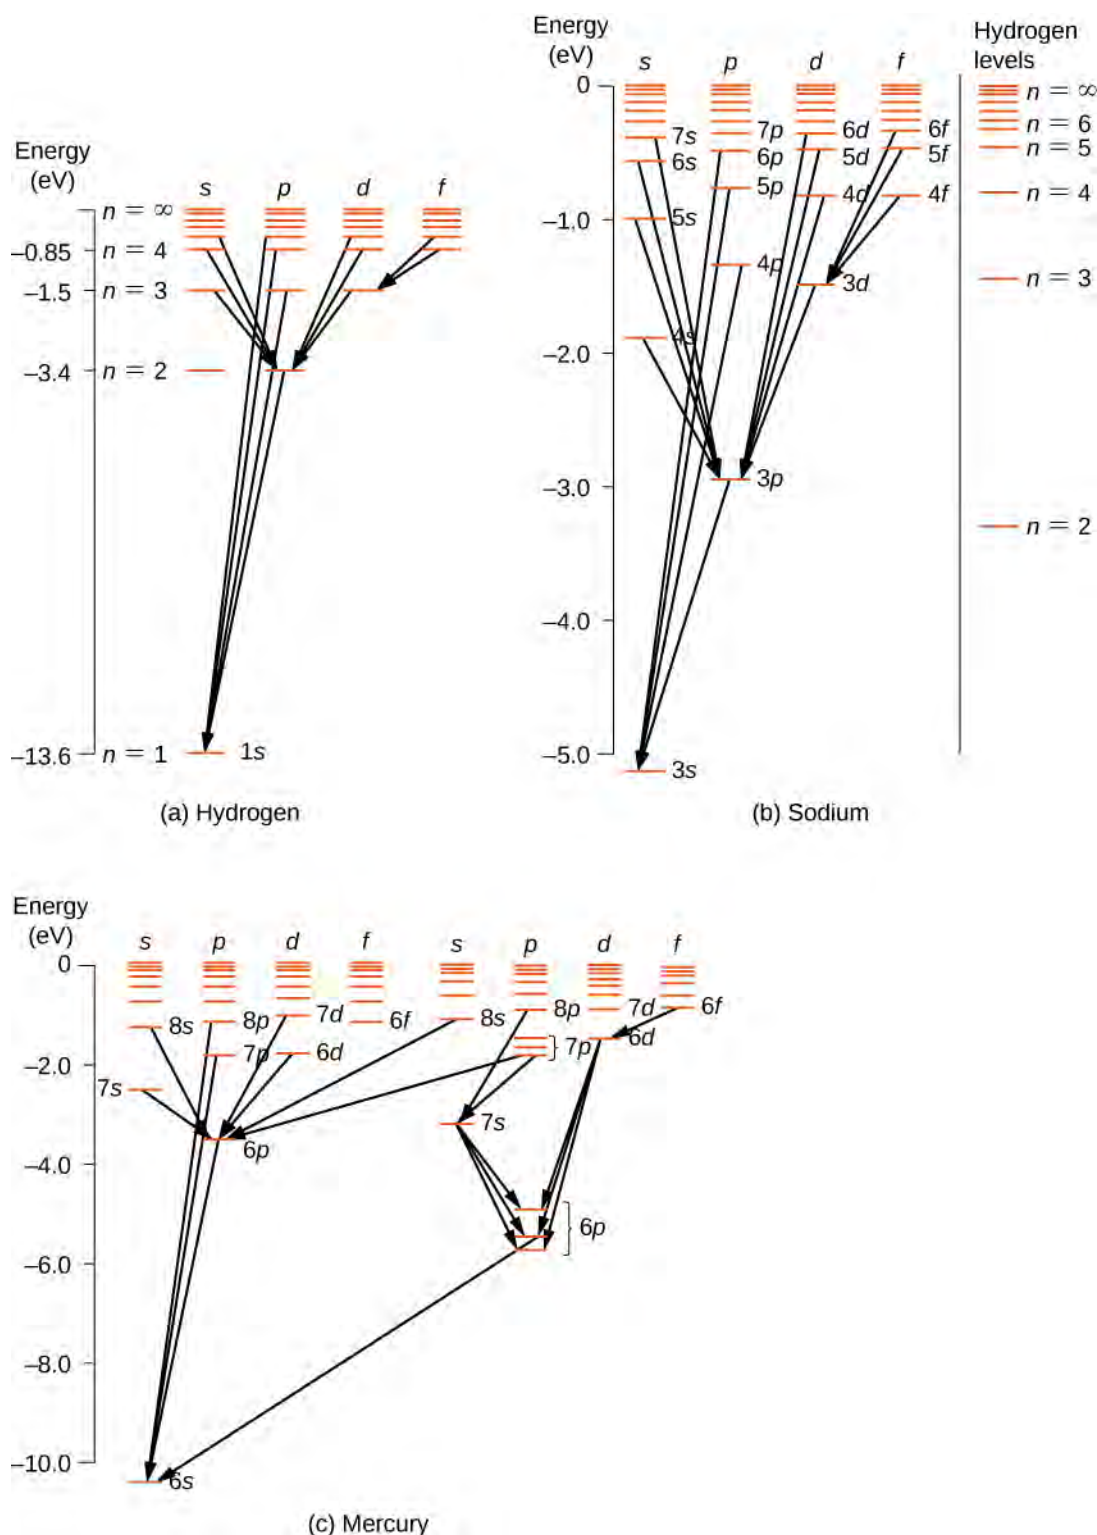 Energy
(eV)
s p d f
n = ∞
–0.85 n = 4
–1.5 n = 3
–3.4 n = 2
–13.6 n = 1 1s
(a) Hydrogen
Energy
(eV)
s p d f
Hydrogen
levels
0
n = ∞
7s 7p 6d 6f n = 6
6s 6p 5d 5f n = 5
5p 4d 4f n = 4
–1.0 5s
4p 3d n = 3
4s
–2.0
–3.0 3p
n = 2
–4.0
–5.0
3s
(b) Sodium
Energy
(eV)
s p d f s p d f
0
8s 8p 7d 6f 8s 8p 7d 6f
7p 6d 7p 6d
–2.0
7s
7s
6p
–4.0
6p
–6.0
–8.0
–10.0
6s
(c) Mercury